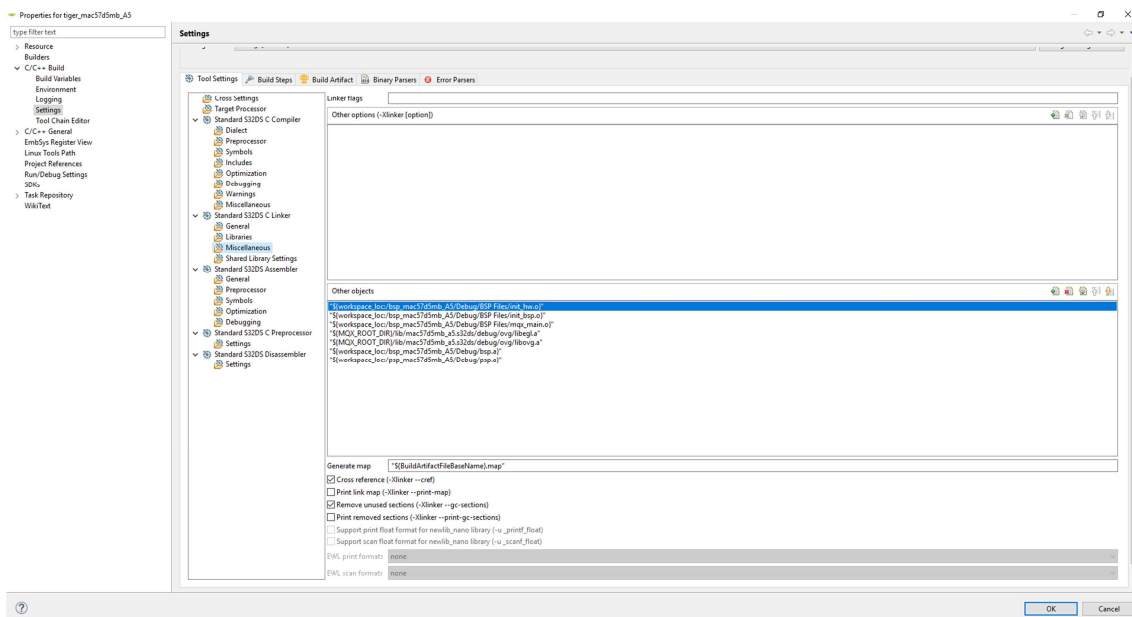 Properties for tiger_mac57d5mb_A5
type filter text
Resource
Builders
C/C++ Build
Build Variables
Environment
Logging
Settings
Tool Chain Editor
C/C++ General
EmbSys Register View
Linux Tools Path
Project References
Run/Debug Settings
SDKs
Task Repository
WikiText
Settings
Tool Settings
Build Steps
Build Artifact
Binary Parsers
Error Parsers
Cross Settings
Target Processor
Standard S32DS C Compiler
Dialect
Preprocessor
Symbols
Includes
Optimization
Debugging
Warnings
Miscellaneous
Standard S32DS C Linker
General
Libraries
Miscellaneous
Shared Library Settings
Standard S32DS Assembler
General
Preprocessor
Symbols
Optimization
Debugging
Standard S32DS C Preprocessor
Settings
Standard S32DS Disassembler
Settings
Linker flags
Other options (-Xlinker [option])
Other objects
"${workspace_loc:/bsp_mac57d5mb_A5/Debug/BSP Files/init_hw.o}"
"${workspace_loc:/bsp_mac57d5mb_A5/Debug/BSP Files/init_bsp.o}"
"${workspace_loc:/bsp_mac57d5mb_A5/Debug/BSP Files/mqx_main.o}"
"${MQX_ROOT_DIR}/lib/mac57d5mb_a5.s32ds/debug/ovg/libegl.a"
"${MQX_ROOT_DIR}/lib/mac57d5mb_a5.s32ds/debug/ovg/libovg.a"
"${workspace_loc:/bsp_mac57d5mb_A5/Debug/bsp.a}"
"${workspace_loc:/psp_mac57d5mb_A5/Debug/psp.a}"
Generate map "${BuildArtifactFileBaseName}.map"
Cross reference (-Xlinker --cref)
Print link map (-Xlinker --print-map)
Remove unused sections (-Xlinker --gc-sections)
Print removed sections (-Xlinker --print-gc-sections)
Support print float format for newlib_nano library (-u _printf_float)
Support scan float format for newlib_nano library (-u _scanf_float)
EWL print formats none
EWL scan formats none
OK
Cancel